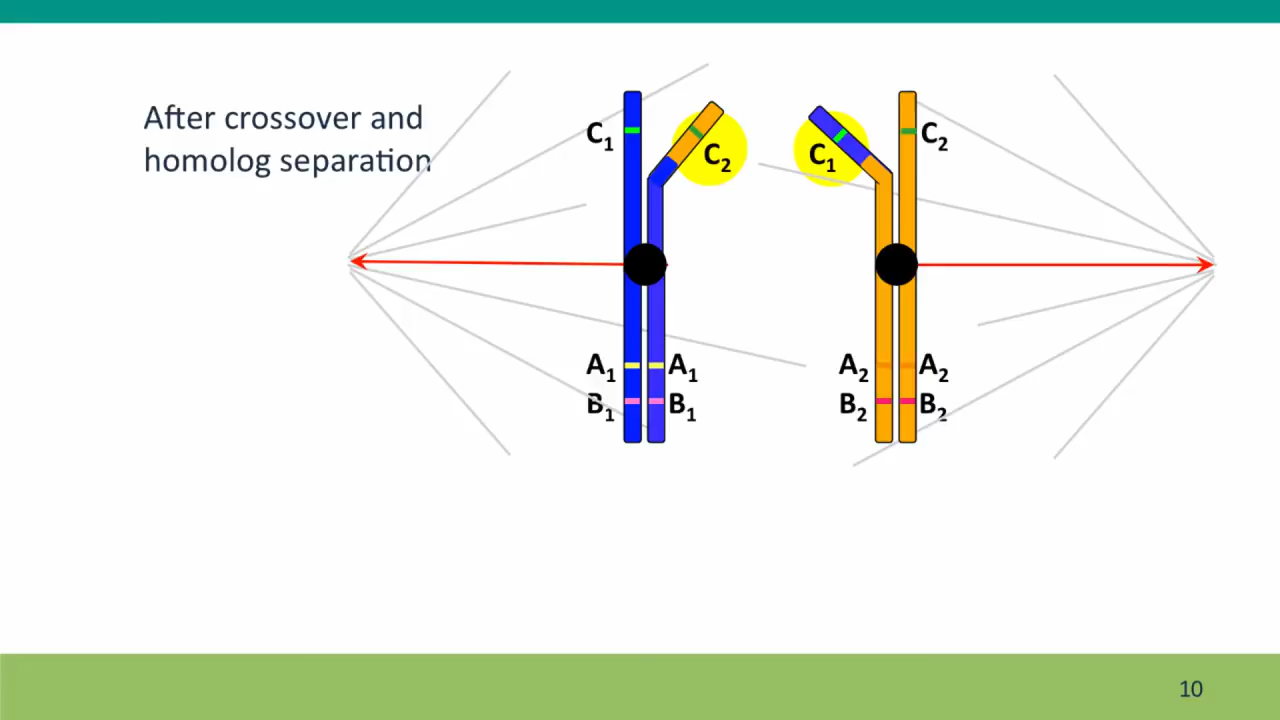 After crossover and
homolog separation
C₁ C₂ C₁ C₂
A₁ A₁ A₂ A₂
B₁ B₁ B₂ B₂
10